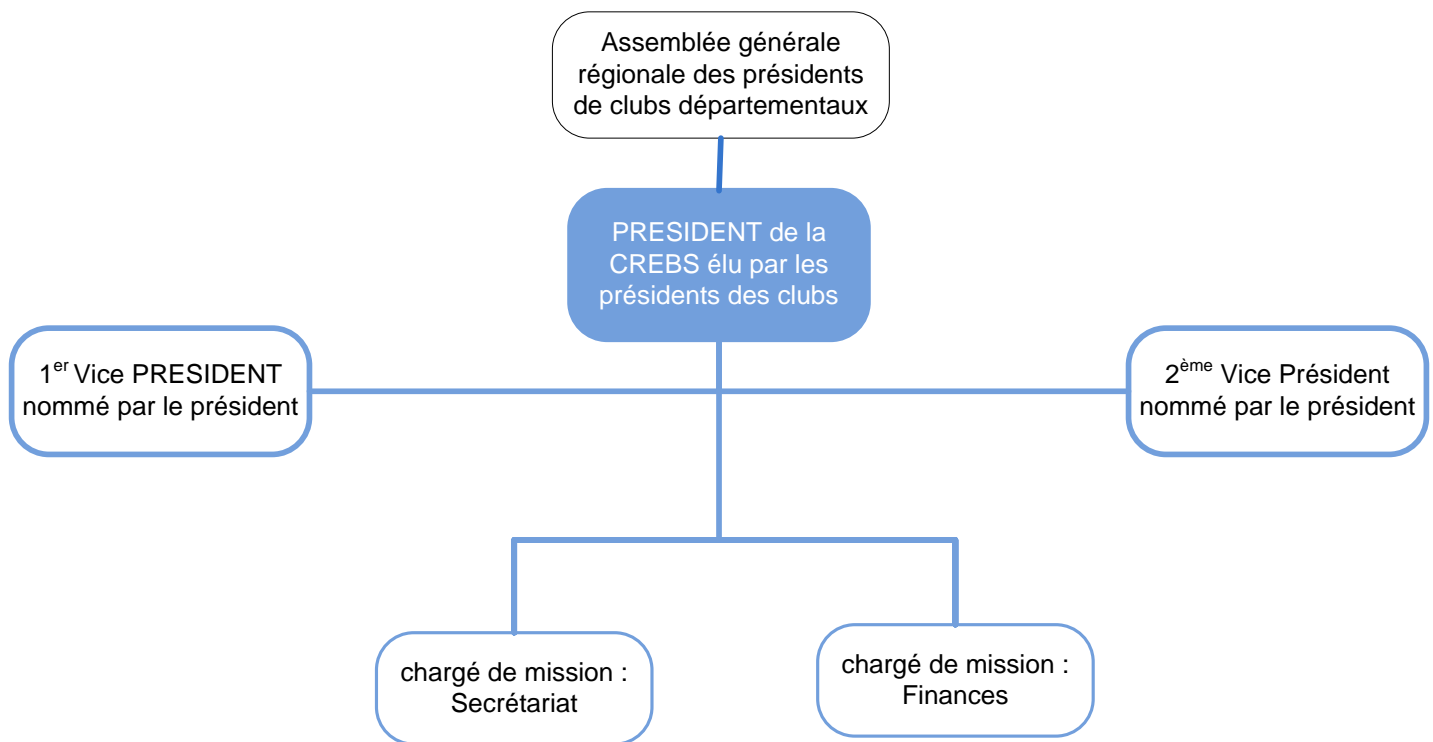 Assemblée générale
régionale des présidents
de clubs départementaux
PRESIDENT de la
CREBS élu par les
présidents des clubs
1er Vice PRESIDENT
nommé par le président
2ème Vice Président
nommé par le président
chargé de mission :
Secrétariat
chargé de mission :
Finances